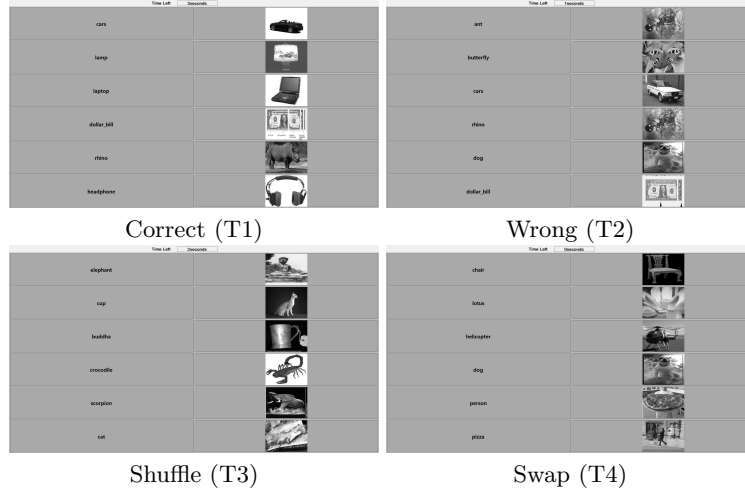 Time Left 3seconds
cars
lamp
laptop
dollar_bill
rhino
headphone
Correct (T1)
Time Left 1seconds
ant
butterfly
cars
rhino
dog
dollar_bill
Wrong (T2)
Time Left 2seconds
elephant
cup
buddha
crocodile
scorpion
cat
Shuffle (T3)
Time Left 0seconds
chair
lotus
helicopter
dog
person
pizza
Swap (T4)